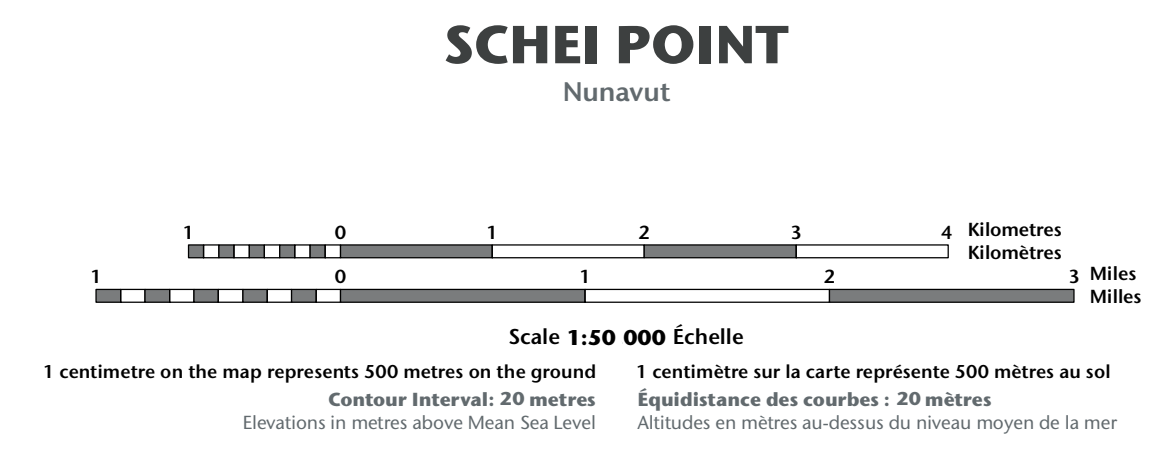 SCHEI POINT
Nunavut
1 0 1 2 3 4 Kilometres
Kilomètres
1 0 1 2 3 Miles
Milles
Scale 1:50 000 Échelle
1 centimetre on the map represents 500 metres on the ground
Contour Interval: 20 metres
Elevations in metres above Mean Sea Level
1 centimètre sur la carte représente 500 mètres au sol
Équidistance des courbes : 20 mètres
Altitudes en mètres au-dessus du niveau moyen de la mer